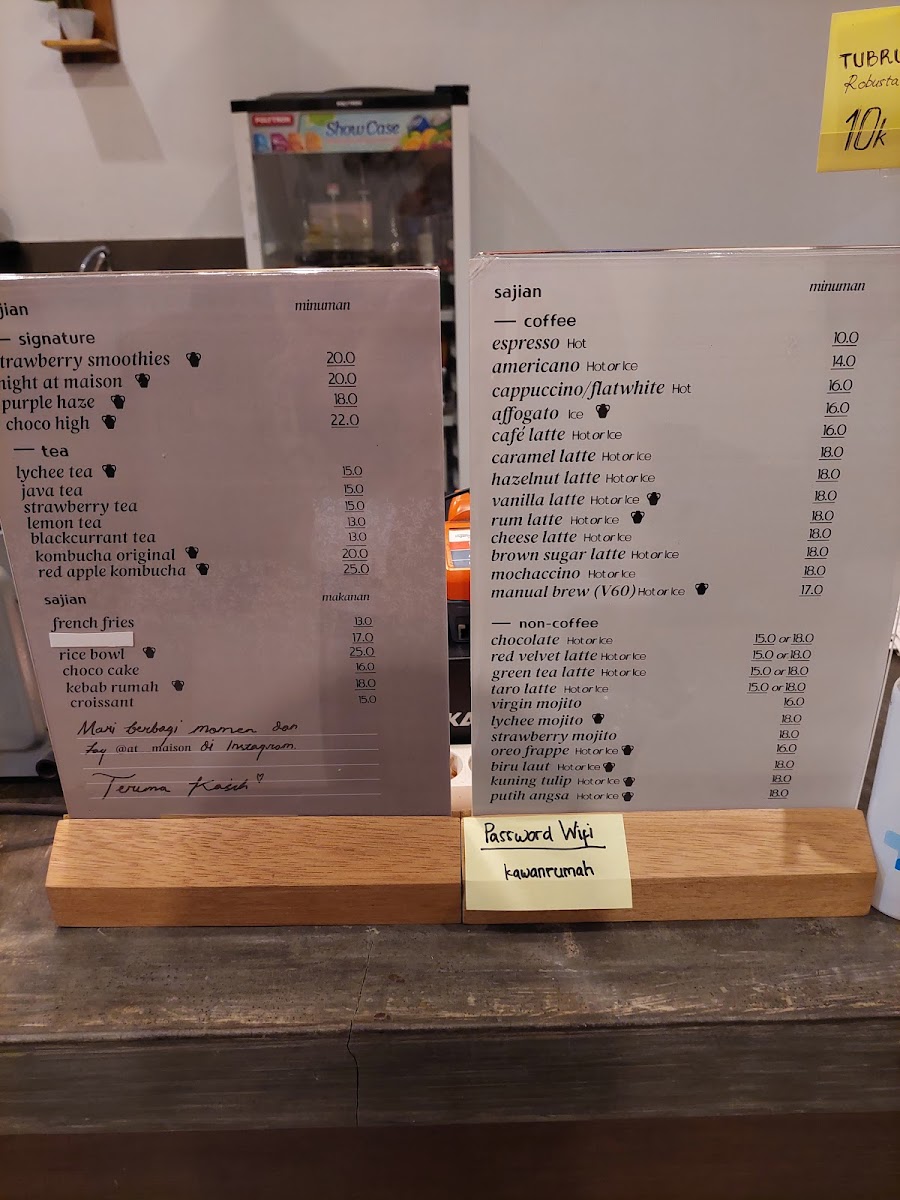 TUBRU
Robusta
10k
POLYTRON
POLYTRON
Show Case
jian minuman
— signature
trawberry smoothies 20.0
night at maison 20.0
purple haze 18.0
choco high 22.0
— tea
lychee tea 15.0
java tea 15.0
strawberry tea 15.0
lemon tea 13.0
blackcurrant tea 13.0
kombucha original 20.0
red apple kombucha 25.0
sajian makanan
french fries 13.0
17.0
rice bowl 25.0
choco cake 16.0
kebab rumah 18.0
croissant 15.0
Mari berbagi momen dan
Tag @at_maison di Instagram
Terima Kasih
sajian minuman
— coffee
espresso Hot 10.0
americano Hot or Ice 14.0
cappuccino/flatwhite Hot 16.0
affogato Ice 16.0
café latte Hot or Ice 16.0
caramel latte Hot or Ice 18.0
hazelnut latte Hot or Ice 18.0
vanilla latte Hot or Ice 18.0
rum latte Hot or Ice 18.0
cheese latte Hot or Ice 18.0
brown sugar latte Hot or Ice 18.0
mochaccino Hot or Ice 18.0
manual brew (V60) Hot or Ice 17.0
— non-coffee
chocolate Hot or Ice 15.0 or 18.0
red velvet latte Hot or Ice 15.0 or 18.0
green tea latte Hot or Ice 15.0 or 18.0
taro latte Hot or Ice 15.0 or 18.0
virgin mojito 16.0
lychee mojito 18.0
strawberry mojito 18.0
oreo frappe Hot or Ice 16.0
biru laut Hot or Ice 18.0
kuning tulip Hot or Ice 18.0
putih angsa Hot or Ice 18.0
KA
Password Wifi
kawanrumah